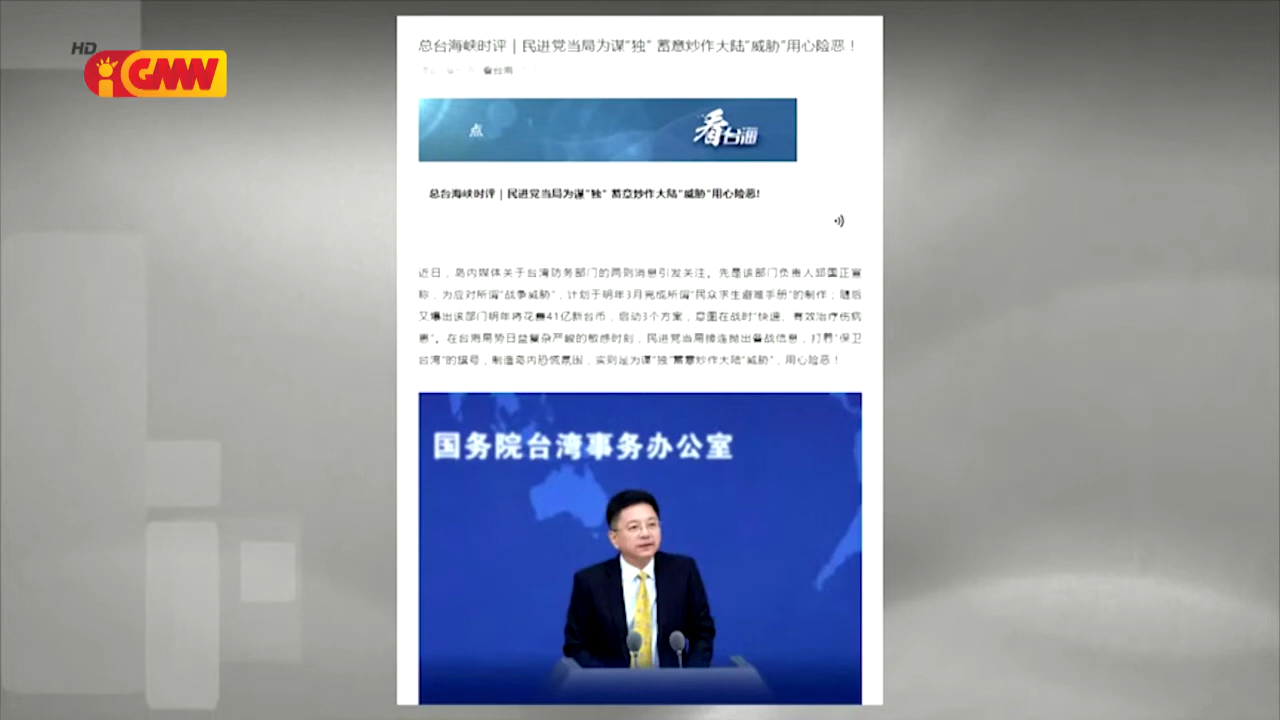 HD
iCGMW
总台海峡时评｜民进党当局为谋“独” 蓄意炒作大陆“威胁”用心险恶！
看台海
点
看台海
总台海峡时评｜民进党当局为谋“独” 蓄意炒作大陆“威胁”用心险恶!
近日，岛内媒体关于台湾防务部门的两则消息引发关注。先是该部门负责人邱国正宣
称，为应对所谓“战争威胁”，计划于明年3月完成所谓“民众求生避难手册”的制作；随后
又爆出该部门明年将花费41亿新台币，启动3个方案，意图在战时“快速、有效治疗伤病
患”。在台海局势日益复杂严峻的敏感时刻，民进党当局接连抛出备战信息，打着“保卫
台湾”的旗号，制造岛内恐慌氛围，实则是为谋“独”蓄意炒作大陆“威胁”，用心险恶！
国务院台湾事务办公室